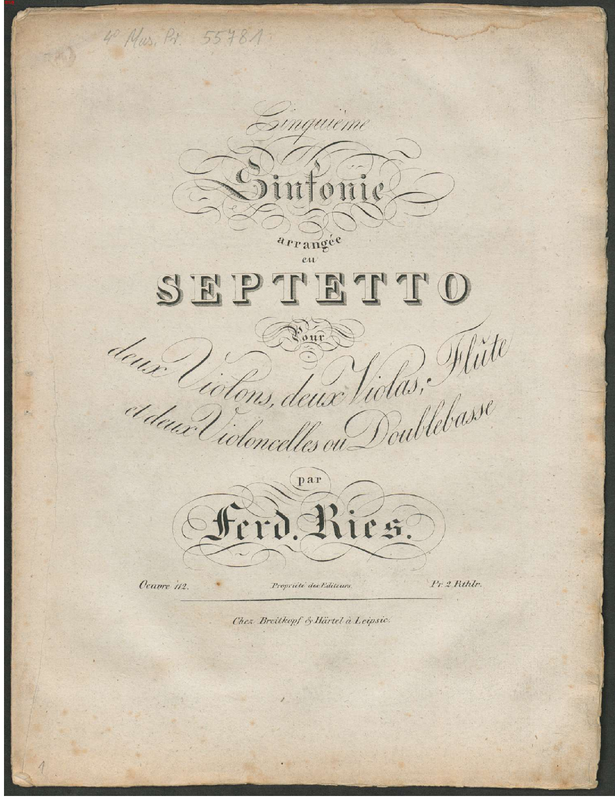 4° Mus. Pr. 55781
Cinquième
Sinfonie
arrangée
en
SEPTETTO
Pour
deux Violons, deux Violas, Flûte
et deux Violoncelles ou Doublebasse
par
Ferd. Ries.
Oeuvre 112. Propriété des Editeurs. Pr. 2 Rthlr.
Chez Breitkopf & Härtel à Leipsic.
1